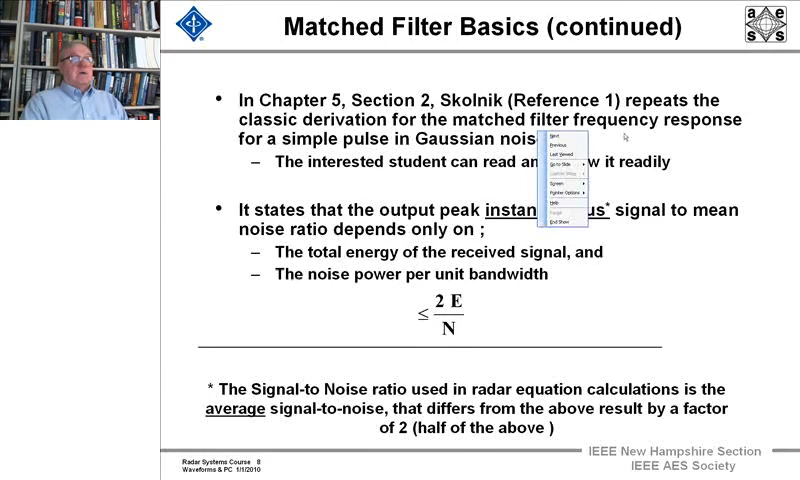 Matched Filter Basics (continued)
a e
s s
• In Chapter 5, Section 2, Skolnik (Reference 1) repeats the
classic derivation for the matched filter frequency response
for a simple pulse in Gaussian nois
– The interested student can read an w it readily
• It states that the output peak instan us* signal to mean
noise ratio depends only on ;
– The total energy of the received signal, and
– The noise power per unit bandwidth
≤ 2 E
N
Next
Previous
Last Viewed
Go to Slide
Screen
Pointer Options
Help
End Show
* The Signal-to Noise ratio used in radar equation calculations is the
average signal-to-noise, that differs from the above result by a factor
of 2 (half of the above )
Radar Systems Course 8
Waveforms & PC 1/1/2010
IEEE New Hampshire Section
IEEE AES Society